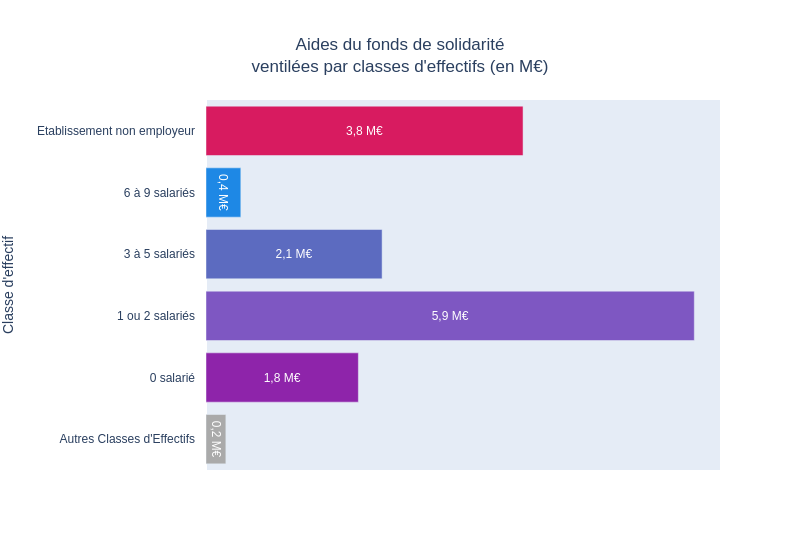 Aides du fonds de solidarité
ventilées par classes d'effectifs (en M€)
Classe d'effectif
Etablissement non employeur
3,8 M€
6 à 9 salariés
0,4 M€
3 à 5 salariés
2,1 M€
1 ou 2 salariés
5,9 M€
0 salarié
1,8 M€
Autres Classes d'Effectifs
0,2 M€